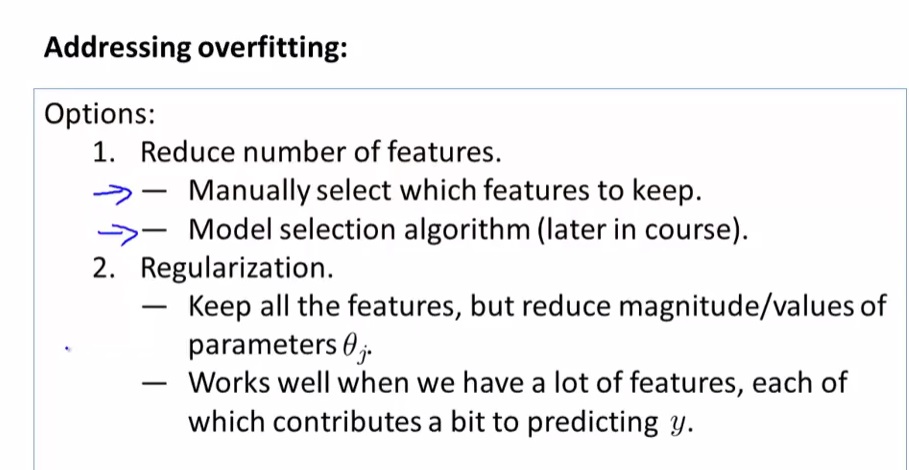 Addressing overfitting:
Options:
1. Reduce number of features.
— Manually select which features to keep.
— Model selection algorithm (later in course).
2. Regularization.
— Keep all the features, but reduce magnitude/values of
parameters θⱼ.
— Works well when we have a lot of features, each of
which contributes a bit to predicting y.